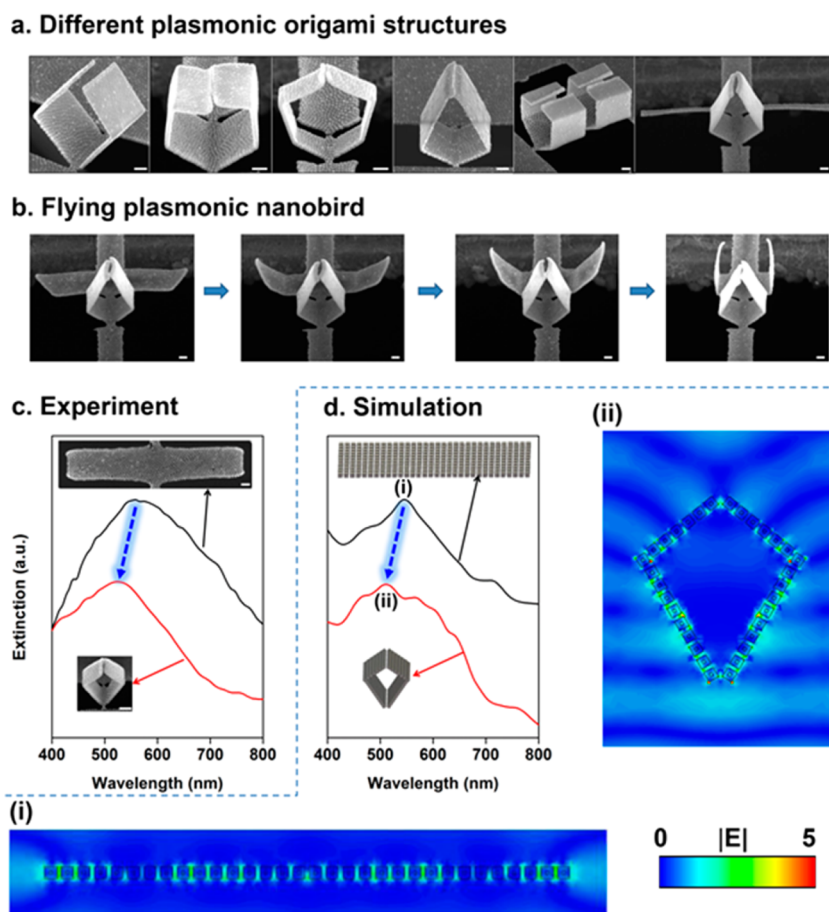 a. Different plasmonic origami structures
b. Flying plasmonic nanobird
c. Experiment
d. Simulation
(ii)
(i)
(ii)
Extinction (a.u.)
400 500 600 700 800
400 500 600 700 800
Wavelength (nm)
Wavelength (nm)
(i)
0 |E| 5